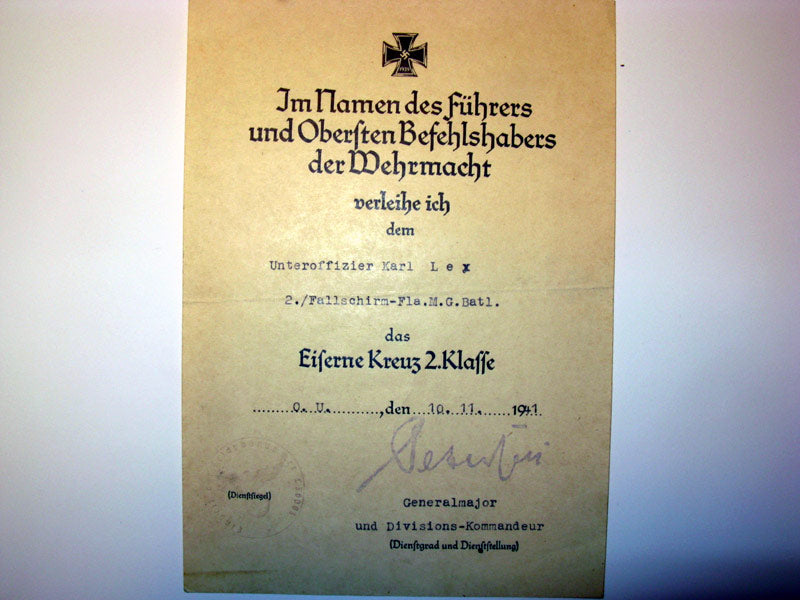 Im Namen des Führers
und Obersten Befehlshabers
der Wehrmacht
verleihe ich
dem
Unteroffizier Karl Lex
2./Fallschirm-Fla.M.G.Batl.
das
Eiserne Kreuz 2.Klasse
O.U. ,den 10.11. 1941
(Dienstsiegel)
Generalmajor
und Divisions-Kommandeur
(Dienstgrad und Dienststellung)